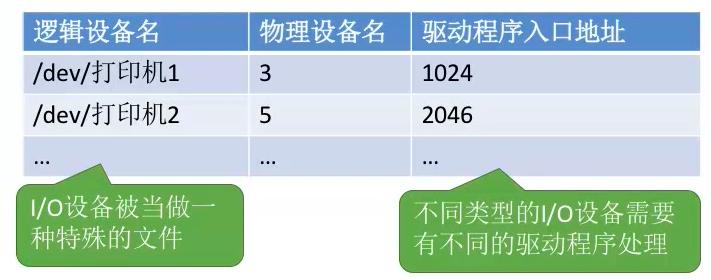 逻辑设备名 物理设备名 驱动程序入口地址
/dev/打印机1 3 1024
/dev/打印机2 5 2046
... ... ...
I/O设备被当做一
种特殊的文件
不同类型的I/O设备需要
有不同的驱动程序处理